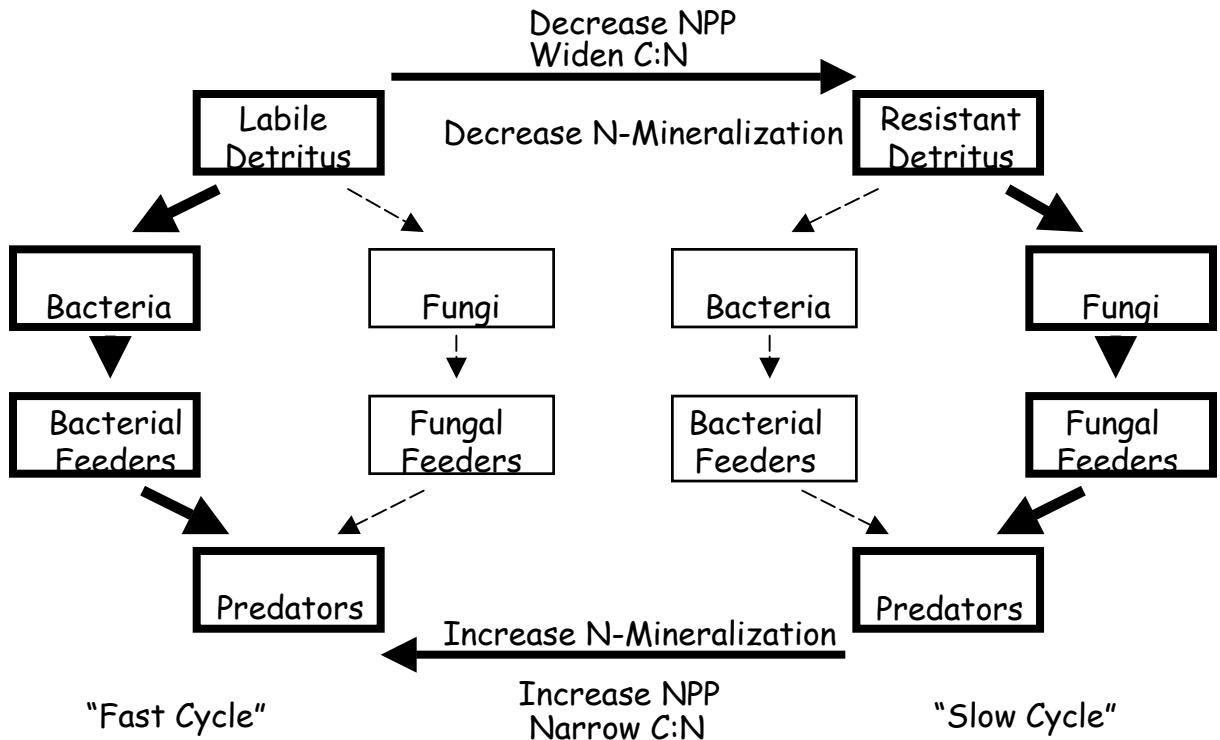 Decrease NPP
Widen C:N
Labile
Detritus
Decrease N-Mineralization
Resistant
Detritus
Bacteria
Fungi
Bacteria
Fungi
Bacterial
Feeders
Fungal
Feeders
Bacterial
Feeders
Fungal
Feeders
Predators
Predators
Increase N-Mineralization
Increase NPP
Narrow C:N
“Fast Cycle”
“Slow Cycle”